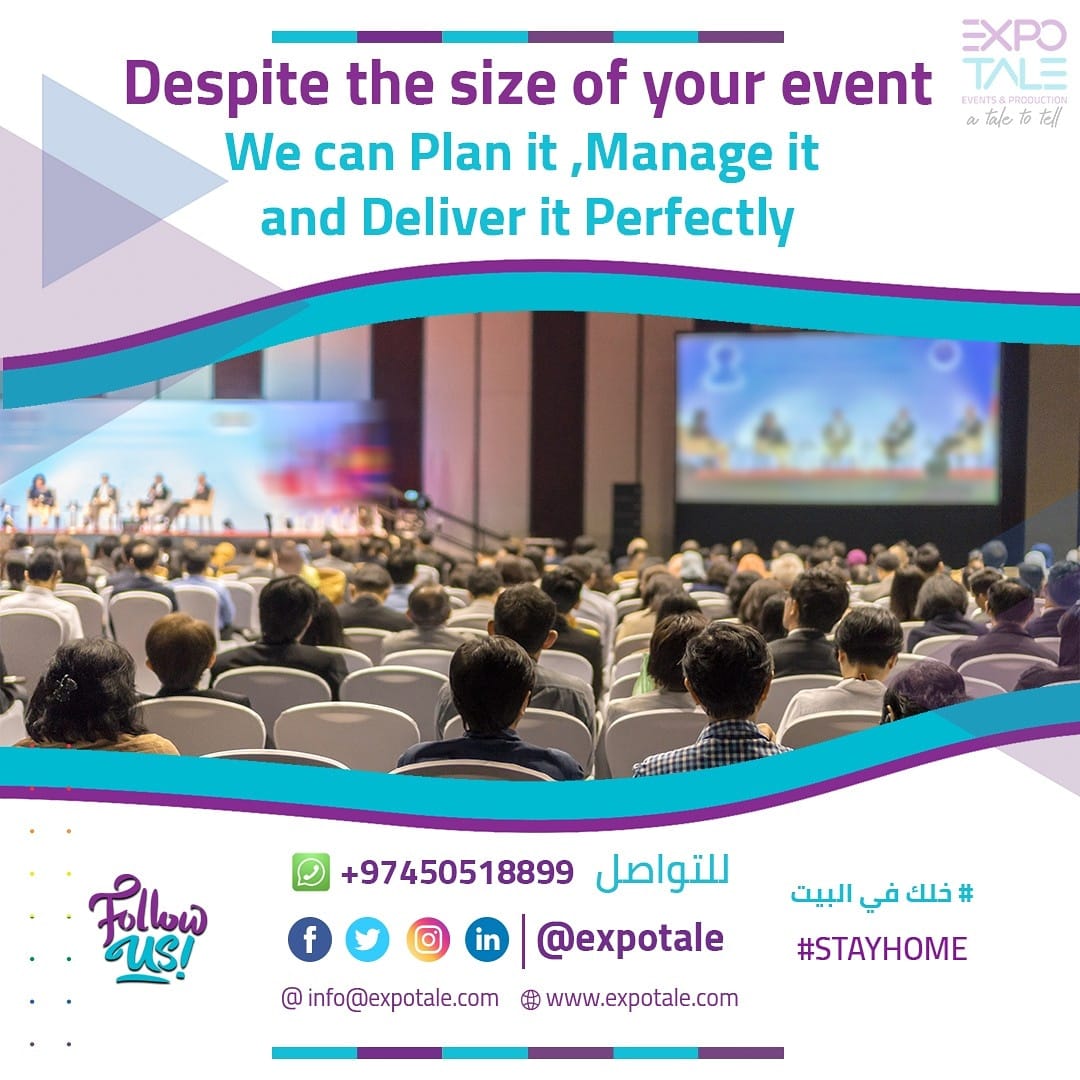 EXPO
TALE
EVENTS & PRODUCTION
a tale to tell
Despite the size of your event
We can Plan it ,Manage it
and Deliver it Perfectly
+97450518899 للتواصل
@expotale
@ info@expotale.com www.expotale.com
Follow
US!
# خلك في البيت
#STAYHOME